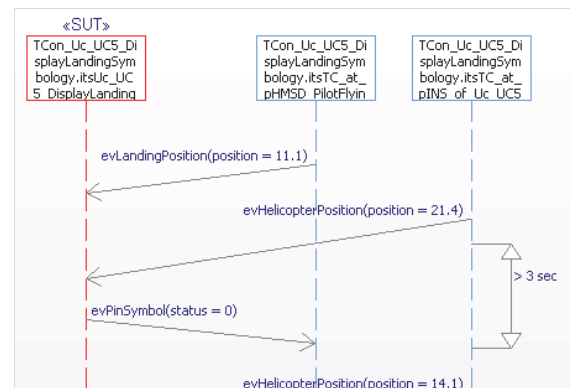 «SUT»
TCon_Uc_UC5_Di
splayLandingSym
bology.itsUc_UC
5_DisplayLanding
TCon_Uc_UC5_Di
splayLandingSym
bology.itsTC_at_
pHMSD_PilotFlyin
TCon_Uc_UC5_Di
splayLandingSym
bology.itsTC_at_
pINS_of_Uc_UC5
evLandingPosition(position = 11.1)
evHelicopterPosition(position = 21.4)
> 3 sec
evPinSymbol(status = 0)
evHelicopterPosition(position = 14.1)